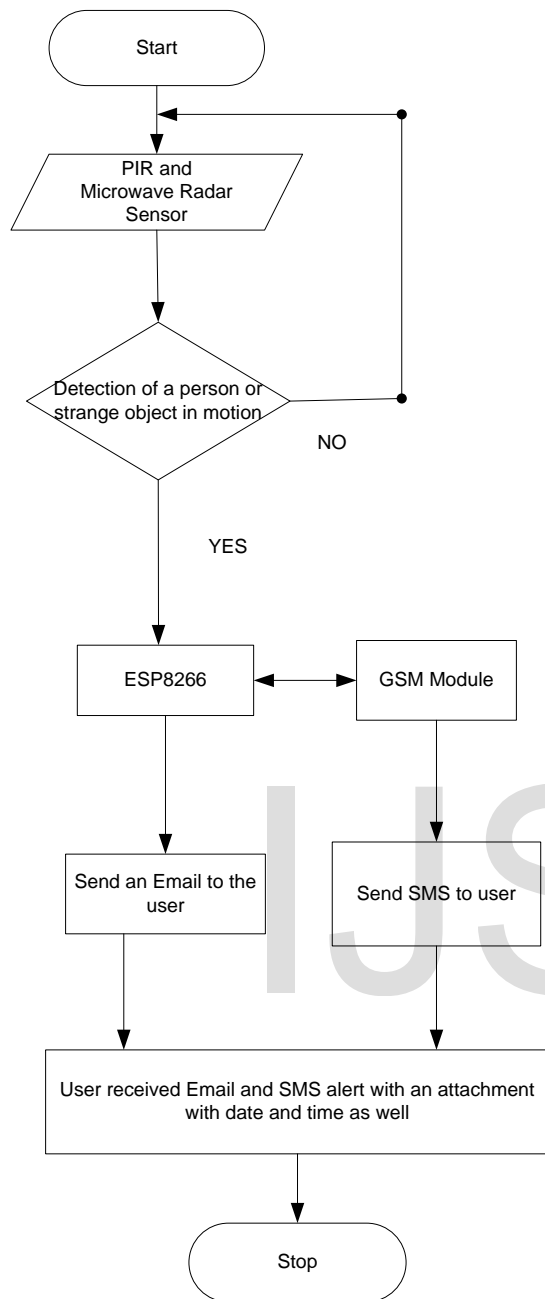 Start
PIR and
Microwave Radar
Sensor
Detection of a person or
strange object in motion
NO
YES
ESP8266
GSM Module
Send an Email to the
user
Send SMS to user
IJS
User received Email and SMS alert with an attachment
with date and time as well
Stop